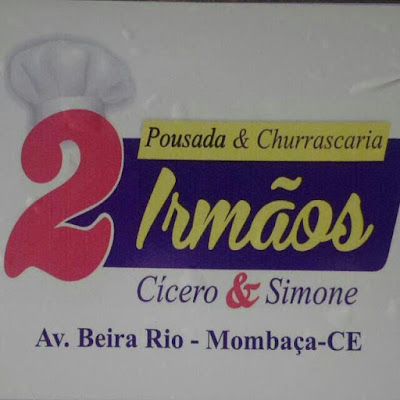 Pousada & Churrascaria
2 Irmãos
Cícero & Simone
Av. Beira Rio - Mombaça-CE